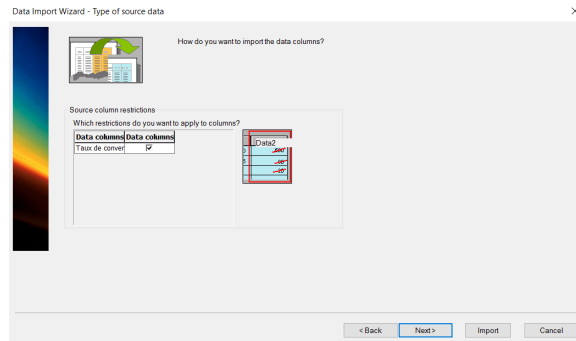 Data Import Wizard - Type of source data
How do you want to import the data columns?
Source column restrictions
Which restrictions do you want to apply to columns?
Data columns Data columns
Taux de conver
Data2
< Back Next > Import Cancel